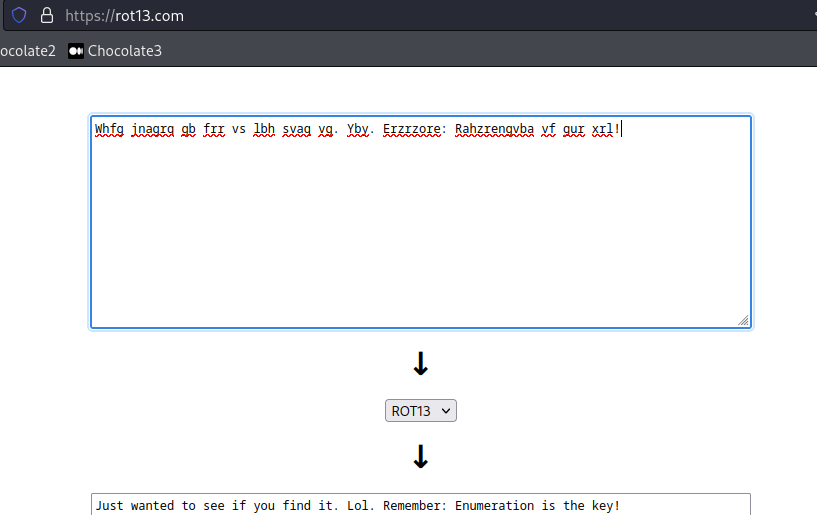 https://rot13.com
ocolate2 Chocolate3
Whfg jnagrq gb frr vs lbh svaq vg. Yby. Erzrzore: Rahzrengvba vf gur xrl!
ROT13
Just wanted to see if you find it. Lol. Remember: Enumeration is the key!